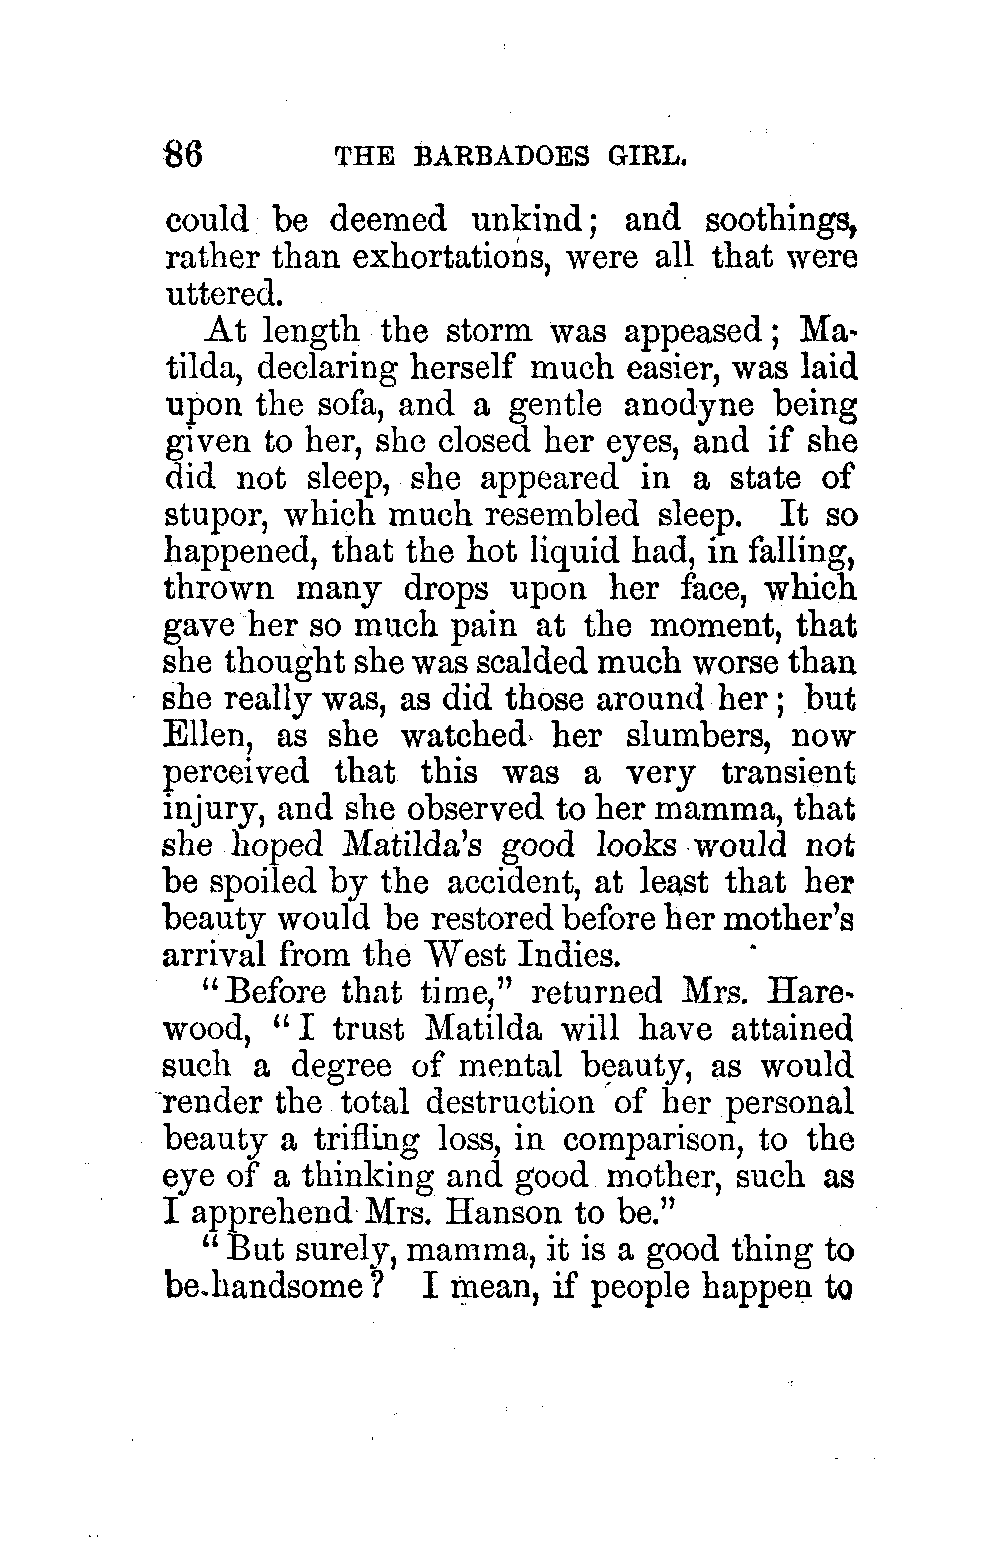 86 THE BARBADOES GIRL.
could be deemed unkind; and soothings,
rather than exhortations, were all that were
uttered.
At length the storm was appeased; Ma-
tilda, declaring herself much easier, was laid
upon the sofa, and a gentle anodyne being
given to her, she closed her eyes, and if she
did not sleep, she appeared in a state of
stupor, which much resembled sleep. It so
happened, that the hot liquid had, in falling,
thrown many drops upon her face, which
gave her so much pain at the moment, that
she thought she was scalded much worse than
she really was, as did those around her; but
Ellen, as she watched her slumbers, now
perceived that this was a very transient
injury, and she observed to her mamma, that
she hoped Matilda's good looks would not
be spoiled by the accident, at least that her
beauty would be restored before her mother's
arrival from the West Indies.
"Before that time," returned Mrs. Hare-
wood, "I trust Matilda will have attained
such a degree of mental beauty, as would
render the total destruction of her personal
beauty a trifling loss, in comparison, to the
eye of a thinking and good mother, such as
I apprehend Mrs. Hanson to be."
"But surely, mamma, it is a good thing to
be handsome? I mean, if people happen to